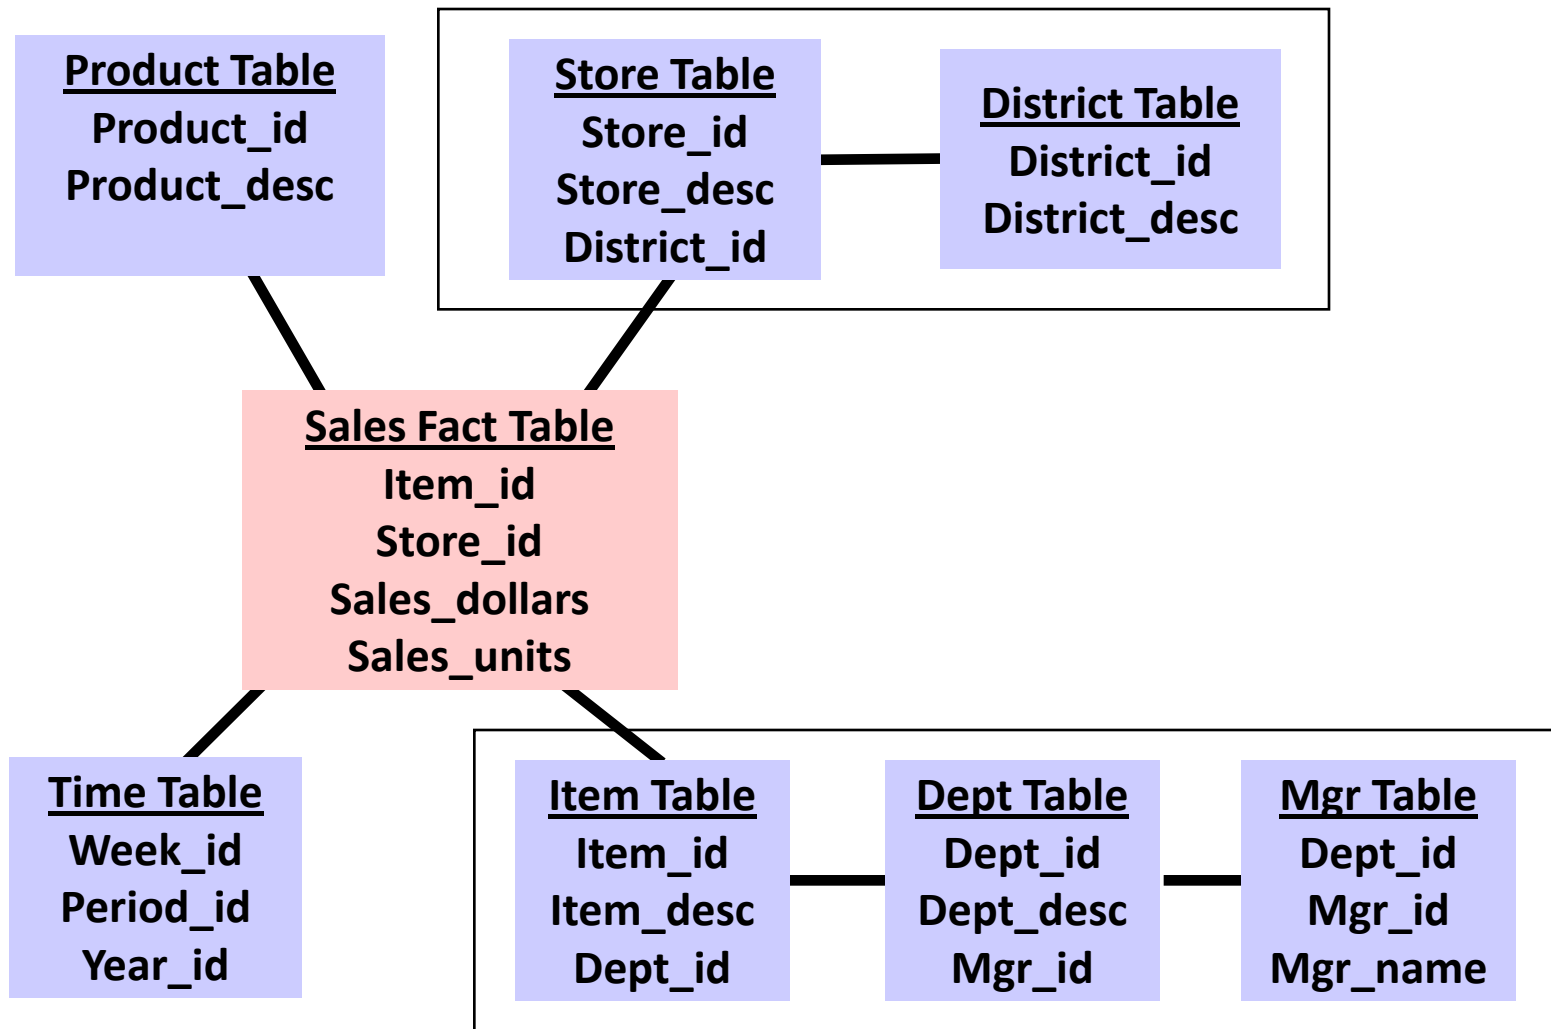 Product Table
Product_id
Product_desc
Store Table
Store_id
Store_desc
District_id
District Table
District_id
District_desc
Sales Fact Table
Item_id
Store_id
Sales_dollars
Sales_units
Time Table
Week_id
Period_id
Year_id
Item Table
Item_id
Item_desc
Dept_id
Dept Table
Dept_id
Dept_desc
Mgr_id
Mgr Table
Dept_id
Mgr_id
Mgr_name